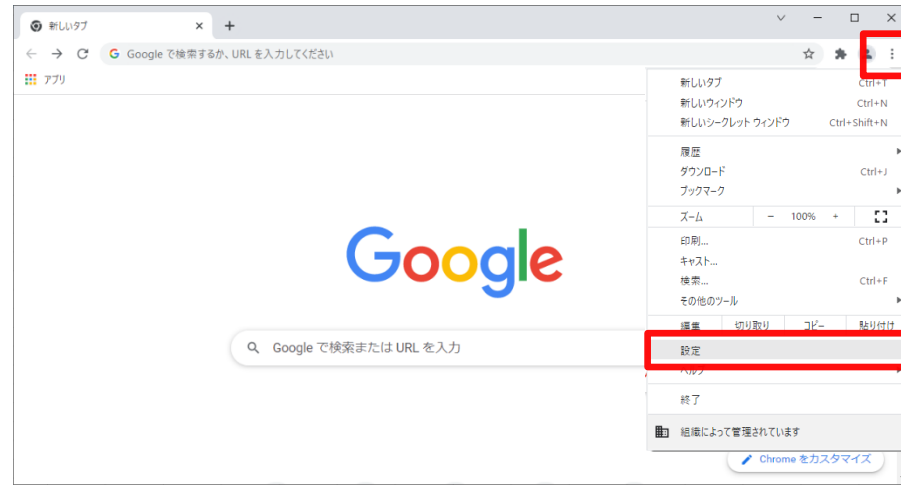 新しいタブ
Google で検索するか、URL を入力してください
アプリ
新しいタブ Ctrl+T
新しいウィンドウ Ctrl+N
新しいシークレット ウィンドウ Ctrl+Shift+N
履歴
ダウンロード Ctrl+J
ブックマーク
ズーム － 100% +
印刷... Ctrl+P
キャスト...
検索... Ctrl+F
その他のツール
編集 切り取り コピー 貼り付け
設定
ヘルプ
終了
組織によって管理されています
Google
Google で検索または URL を入力
Chrome をカスタマイズ